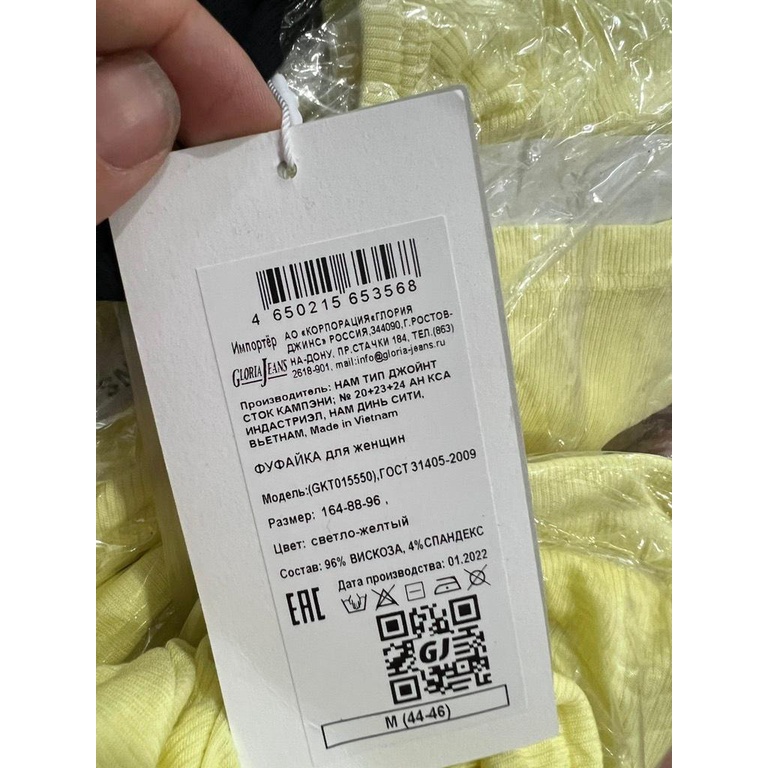 4 650215 653568
Импортёр АО «КОРПОРАЦИЯ«ГЛОРИЯ
ДЖИНС» РОССИЯ,344090,Г.РОСТОВ-
GLORIA JEANS НА-ДОНУ, ПР.СТАЧКИ 184, ТЕЛ.(863)
2618-901, mail:info@gloria-jeans.ru
Производитель: НАМ ТИП ДЖОЙНТ
СТОК КАМПЭНИ; № 20+23+24 АН КСА
ИНДАСТРИЭЛ, НАМ ДИНЬ СИТИ,
ВЬЕТНАМ, Made in Vietnam
ФУФАЙКА для женщин
Модель:(GKT015550),ГОСТ 31405-2009
Размер: 164-88-96 ,
Цвет: светло-желтый
Состав: 96% ВИСКОЗА, 4%СПАНДЕКС
Дата производства: 01.2022
EAC
GJ
M (44-46)